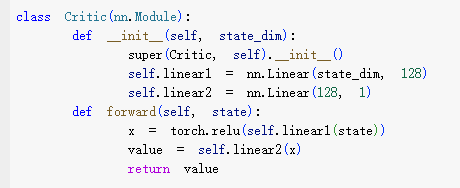 class Critic(nn.Module):
def __init__(self, state_dim):
super(Critic, self).__init__()
self.linear1 = nn.Linear(state_dim, 128)
self.linear2 = nn.Linear(128, 1)
def forward(self, state):
x = torch.relu(self.linear1(state))
value = self.linear2(x)
return value